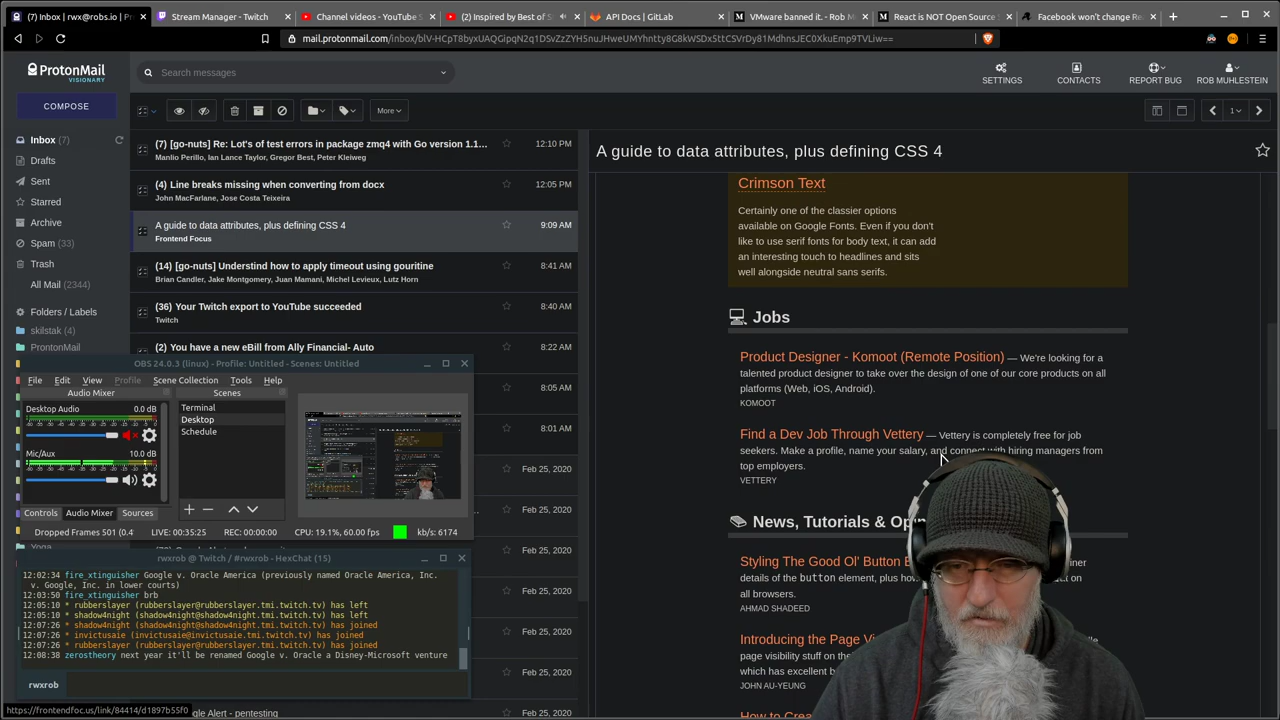 (7) Inbox | rwx@robs.io |
Stream Manager - Twitch
Channel videos - YouTube S
(2) Inspired by Best of S
API Docs | GitLab
VMware banned it. - Rob M
React is NOT Open Source
Facebook won't change Re
mail.protonmail.com/inbox/
ProtonMail
VISIONARY
Search messages
SETTINGS
CONTACTS
REPORT BUG
ROB MUHLESTEIN
COMPOSE
More
1
Inbox (7)
Drafts
Sent
Starred
Archive
Spam (33)
Trash
All Mail (2344)
Folders / Labels
skilstak (4)
ProntonMail
Yoga
(7) [go-nuts] Re: Lot's of test errors in package zmq4 with Go version 1.1...
12:10 PM
Manlio Perillo, Ian Lance Taylor, Gregor Best, Peter Kleiweg
(4) Line breaks missing when converting from docx
12:05 PM
John MacFarlane, Jose Costa Teixeira
A guide to data attributes, plus defining CSS 4
9:09 AM
Frontend Focus
(14) [go-nuts] Understind how to apply timeout using gouritine
8:41 AM
Brian Candler, Jake Montgomery, Juan Mamani, Michel Levieux, Lutz Horn
(36) Your Twitch export to YouTube succeeded
8:40 AM
Twitch
(2) You have a new eBill from Ally Financial- Auto
8:22 AM
8:05 AM
8:01 AM
Feb 25, 2020
Feb 25, 2020
Feb 25, 2020
Feb 25, 2020
Feb 25, 2020
Feb 25, 2020
Feb 25, 2020
gle Alert - pentesting
A guide to data attributes, plus defining CSS 4
Crimson Text
Certainly one of the classier options
available on Google Fonts. Even if you don't
like to use serif fonts for body text, it can add
an interesting touch to headlines and sits
well alongside neutral sans serifs.
Jobs
Product Designer - Komoot (Remote Position) — We're looking for a
talented product designer to take over the design of one of our core products on all
platforms (Web, iOS, Android).
KOMOOT
Find a Dev Job Through Vettery — Vettery is completely free for job
seekers. Make a profile, name your salary, and connect with hiring managers from
top employers.
VETTERY
News, Tutorials & Op
Styling The Good Ol' Button E
iner
details of the button element, plus how
t on
all browsers.
AHMAD SHADEED
Introducing the Page Vi
page visibility stuff on the
which has excellent b
JOHN AU-YEUNG
How to Crea
OBS 24.0.3 (linux) - Profile: Untitled - Scenes: Untitled
File
Edit
View
Profile
Scene Collection
Tools
Help
Audio Mixer
Scenes
Desktop Audio
0.0 dB
Mic/Aux
10.0 dB
Terminal
Desktop
Schedule
Controls
Audio Mixer
Sources
Dropped Frames 501 (0.4
LIVE: 00:35:25
REC: 00:00:00
CPU: 19.1%, 60.00 fps
kb/s: 6174
rwxrob @ Twitch / #rwxrob - HexChat (15)
12:02:34 fire_xtinguisher Google v. Oracle America (previously named Oracle America, Inc.
v. Google, Inc. in lower courts)
12:03:50 fire_xtinguisher brb
12:05:10 * rubberslayer (rubberslayer@rubberslayer.tmi.twitch.tv) has left
12:05:10 * shadow4night (shadow4night@shadow4night.tmi.twitch.tv) has left
12:07:26 * shadow4night (shadow4night@shadow4night.tmi.twitch.tv) has joined
12:07:26 * invictusaie (invictusaie@invictusaie.tmi.twitch.tv) has joined
12:07:26 * rubberslayer (rubberslayer@rubberslayer.tmi.twitch.tv) has joined
12:08:38 zerostheory next year it'll be renamed Google v. Oracle a Disney-Microsoft venture
rwxrob
https://frontendfoc.us/link/84414/d1897b55f0